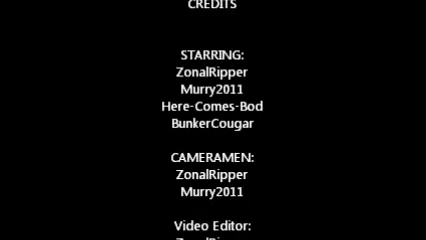 CREDITS
STARRING:
ZonalRipper
Murry2011
Here-Comes-Bod
BunkerCougar
CAMERAMEN:
ZonalRipper
Murry2011
Video Editor: